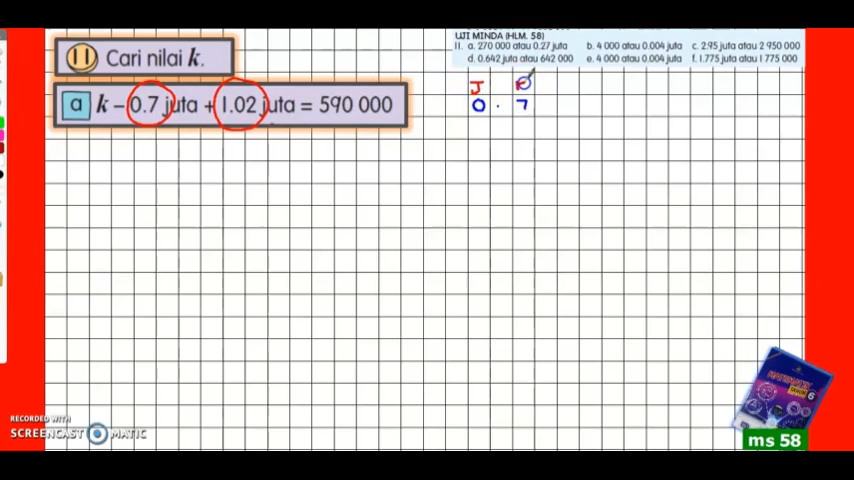 11 Cari nilai k.
a k – 0.7 juta + 1.02 juta = 590 000
UJI MINDA (HLM. 58)
11. a. 270 000 atau 0.27 juta b. 4 000 atau 0.004 juta c. 2.95 juta atau 2 950 000
d. 0.642 juta atau 642 000 e. 4 000 atau 0.004 juta f. 1.775 juta atau 1 775 000
J
0 . 7
RECORDED WITH
SCREENCAST MATIC
MATEMATIK
6
ms 58